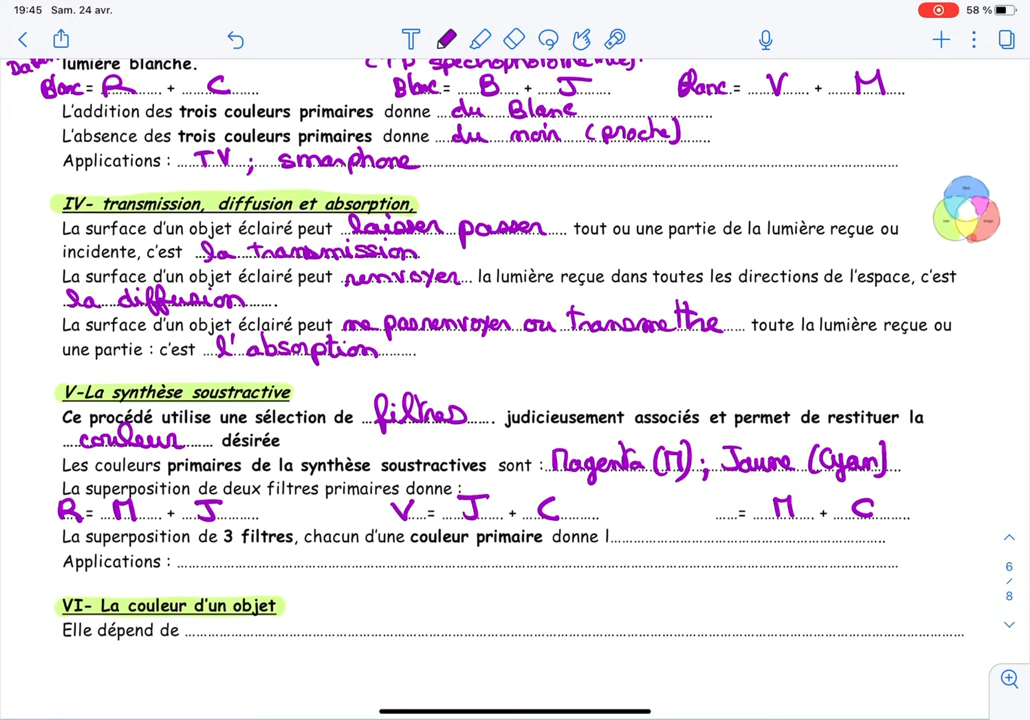 19:45 Sam. 24 avr. 58 %
lumière blanche.
Blanc = R + C Blanc = B + J Blanc = V + M
L'addition des trois couleurs primaires donne ...du Blanc...
L'absence des trois couleurs primaires donne ...du noir (proche)...
Applications : TV ; smarphone...
IV- transmission, diffusion et absorption,
La surface d'un objet éclairé peut ...laisser passer... tout ou une partie de la lumière reçue ou
incidente, c'est ...la transmission...
La surface d'un objet éclairé peut ...renvoyer... la lumière reçue dans toutes les directions de l'espace, c'est
...la diffusion....
La surface d'un objet éclairé peut ne pas renvoyer ou transmetthre... toute la lumière reçue ou
une partie : c'est ...l'absorption...
V-La synthèse soustractive
Ce procédé utilise une sélection de ...filtres.... judicieusement associés et permet de restituer la
...couleur... désirée
Les couleurs primaires de la synthèse soustractives sont : Magenta (M) ; Jaune (Cyan)...
La superposition de deux filtres primaires donne :
R = M + J V = J + C ...... = M + C
La superposition de 3 filtres, chacun d'une couleur primaire donne l...
Applications : ...
VI- La couleur d'un objet
Elle dépend de ...
6
/
8